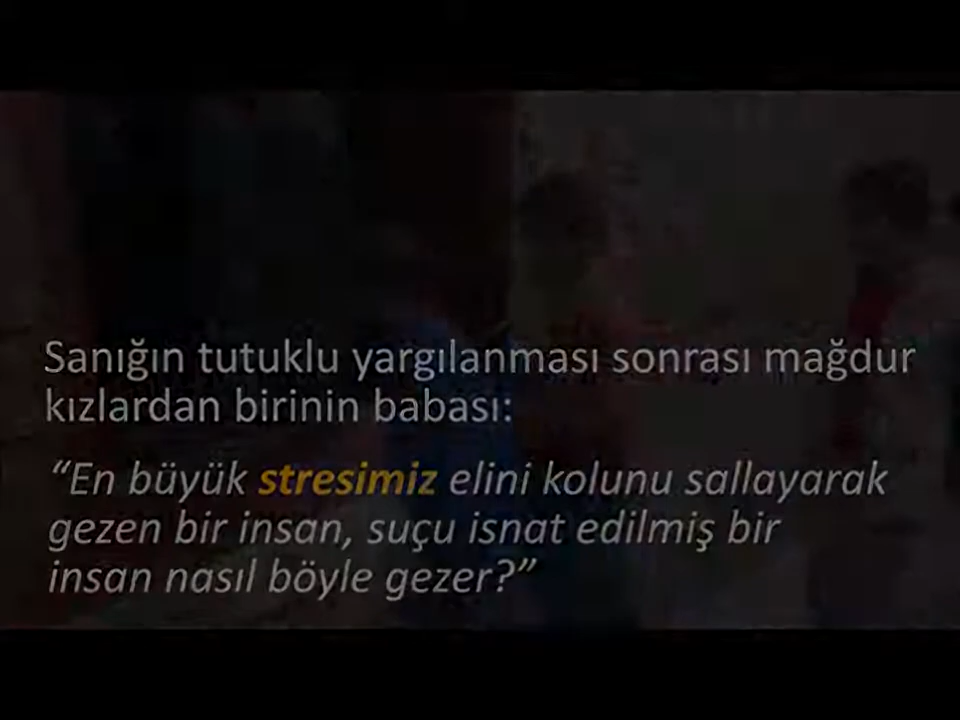 Sanığın tutuklu yargılanması sonrası mağdur
kızlardan birinin babası:
“En büyük stresimiz elini kolunu sallayarak
gezen bir insan, suçu isnat edilmiş bir
insan nasıl böyle gezer?”